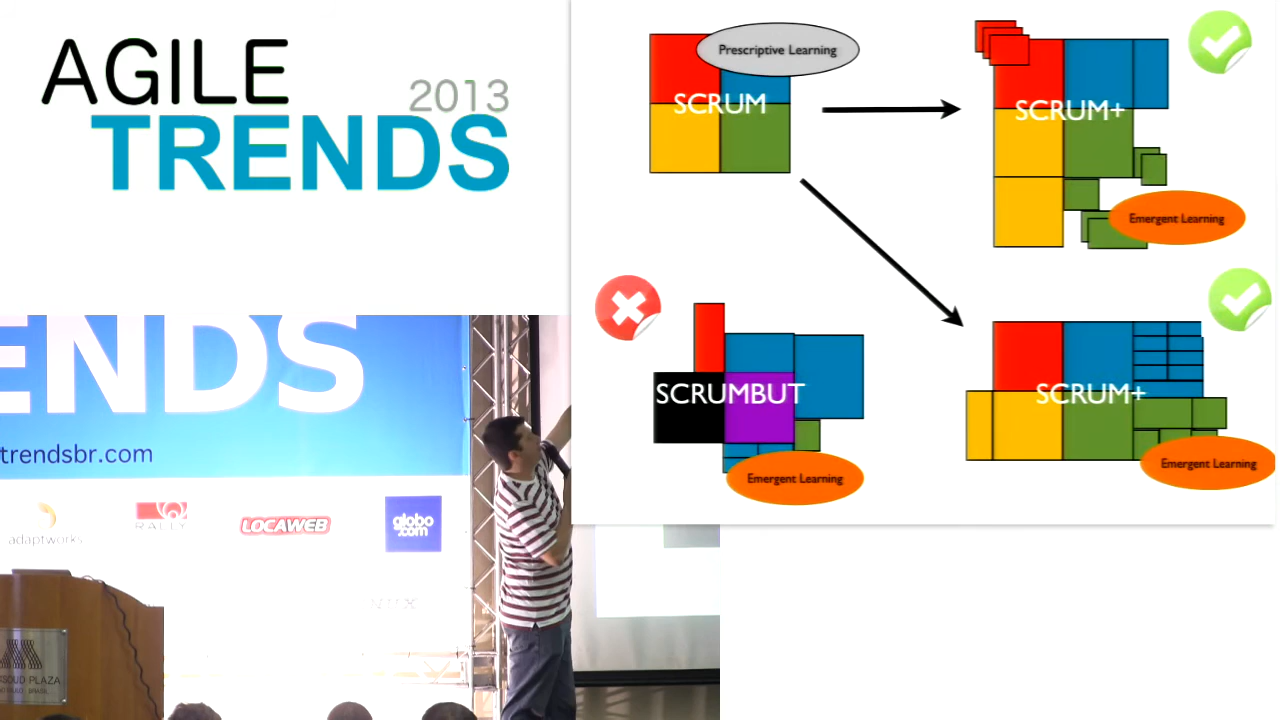 AGILE
2013
TRENDS
Prescriptive Learning
SCRUM
SCRUM+
Emergent Learning
SCRUMBUT
Emergent Learning
SCRUM+
Emergent Learning
ENDS
trendsbr.com
adaptworks
RALLY
LOCAWEB
globo
.com
PLAZA